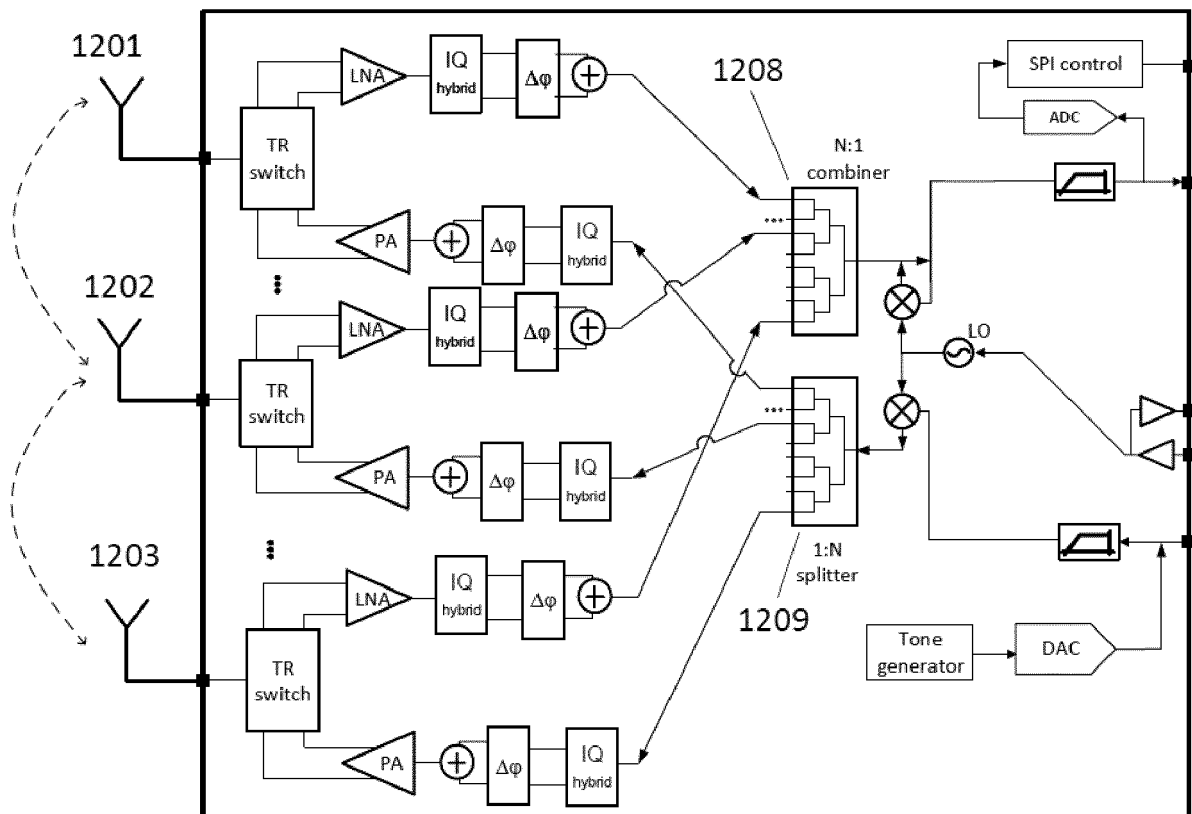 1201
LNA
IQ
hybrid
Δφ
1208
SPI control
ADC
TR
switch
N:1
combiner
PA
Δφ
IQ
hybrid
1202
LNA
IQ
hybrid
Δφ
LO
TR
switch
PA
Δφ
IQ
hybrid
1203
LNA
IQ
hybrid
Δφ
1:N
splitter
1209
TR
switch
Tone
generator
DAC
PA
Δφ
IQ
hybrid